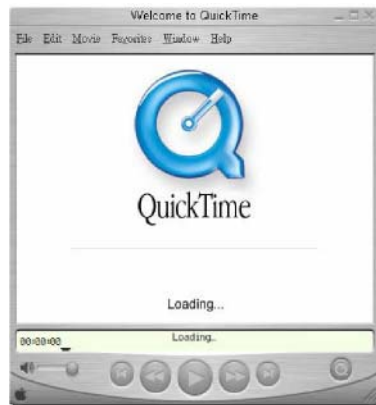 Welcome to QuickTime
File Edit Movie Favorites Window Help
QuickTime
Loading...
00:00:00 Loading..